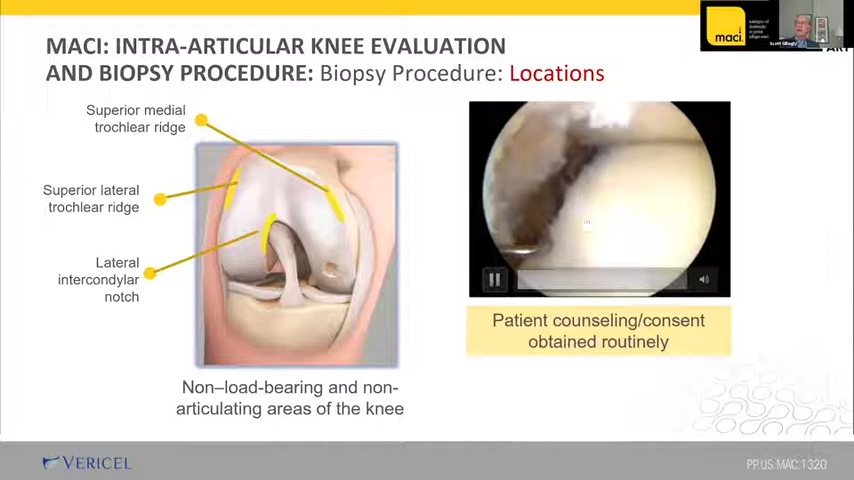 MACI: INTRA-ARTICULAR KNEE EVALUATION
AND BIOPSY PROCEDURE: Biopsy Procedure: Locations
maci
Superior medial
trochlear ridge
Superior lateral
trochlear ridge
Lateral
intercondylar
notch
Patient counseling/consent
obtained routinely
Non–load-bearing and non-
articulating areas of the knee
VERICEL
PP.US.MAC.1320